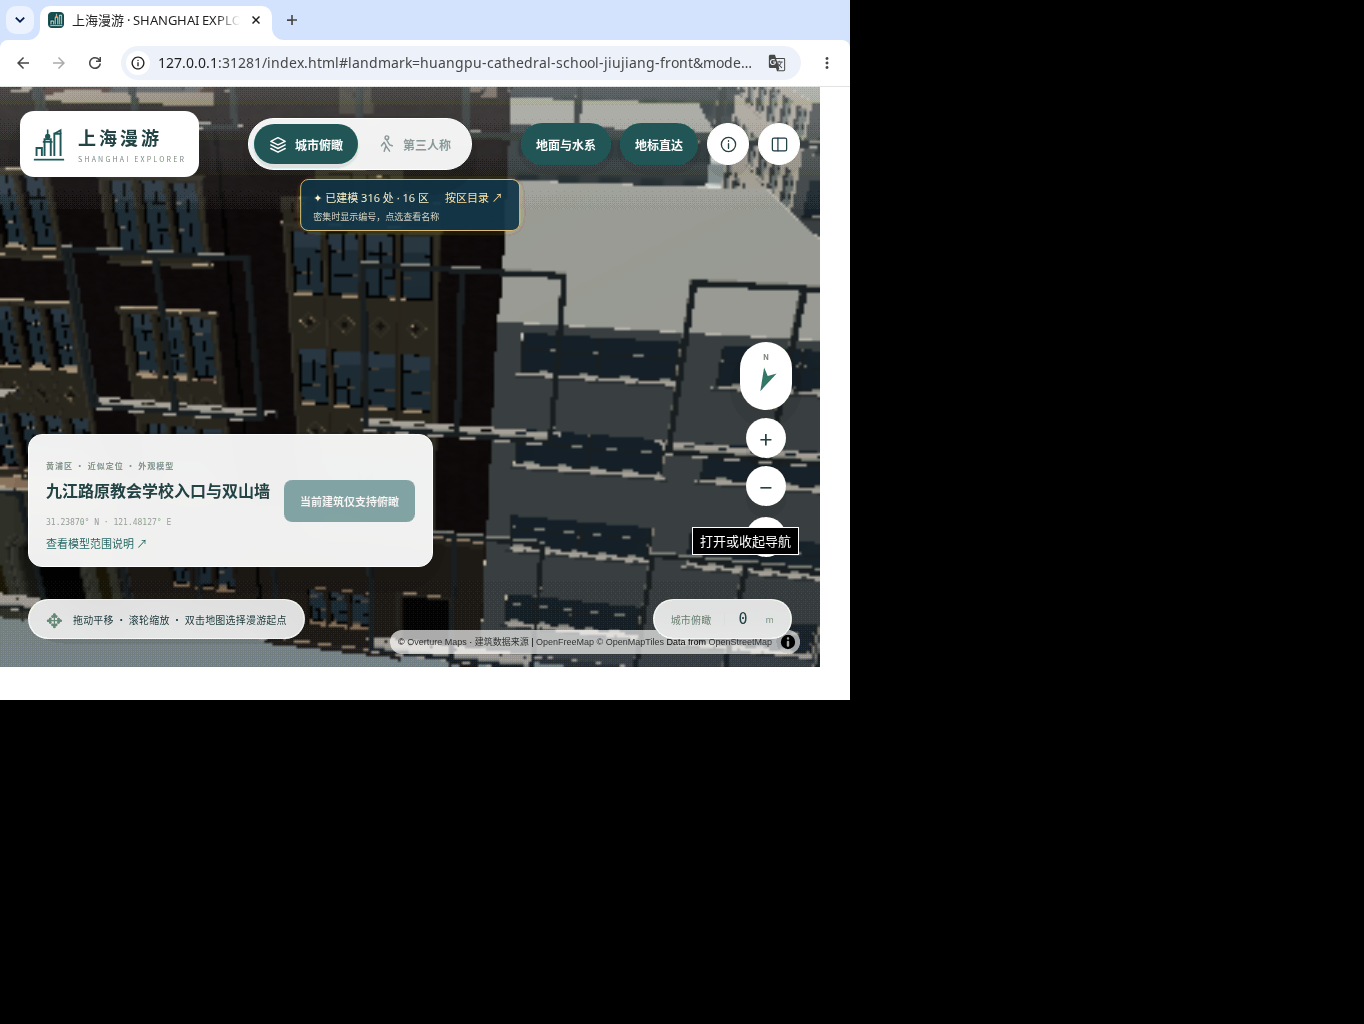 上海漫游 · SHANGHAI EXPLO
127.0.0.1:31281/index.html#landmark=huangpu-cathedral-school-jiujiang-front&mode...
上海漫游
SHANGHAI EXPLORER
城市俯瞰
第三人称
地面与水系
地标直达
✦ 已建模 316 处 · 16 区 按区目录 ↗
密集时显示编号，点选查看名称
N
+
−
打开或收起导航
黄浦区 · 近似定位 · 外观模型
九江路原教会学校入口与双山墙
当前建筑仅支持俯瞰
31.23870° N · 121.48127° E
查看模型范围说明 ↗
拖动平移 · 滚轮缩放 · 双击地图选择漫游起点
城市俯瞰 0 m
© Overture Maps · 建筑数据来源 | OpenFreeMap © OpenMapTiles Data from OpenStreetMap